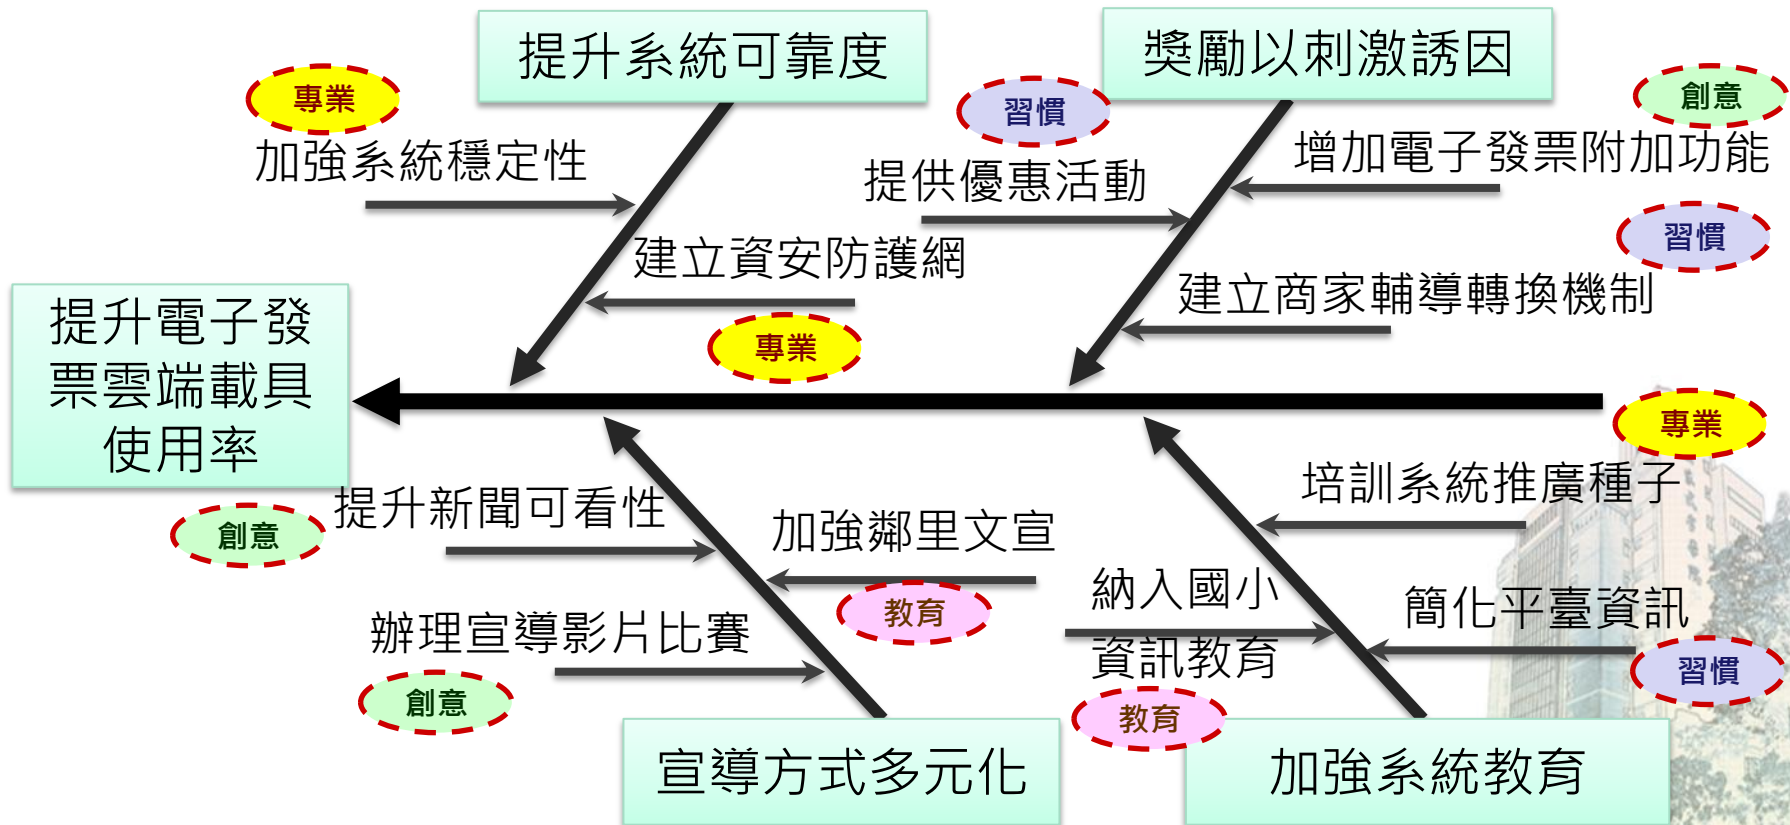 提升系統可靠度
獎勵以刺激誘因
專業
習慣
創意
加強系統穩定性
提供優惠活動
增加電子發票附加功能
習慣
建立資安防護網
建立商家輔導轉換機制
專業
提升電子發
票雲端載具
使用率
專業
提升新聞可看性
創意
加強鄰里文宣
教育
培訓系統推廣種子
納入國小
資訊教育
教育
簡化平臺資訊
習慣
辦理宣導影片比賽
創意
宣導方式多元化
加強系統教育